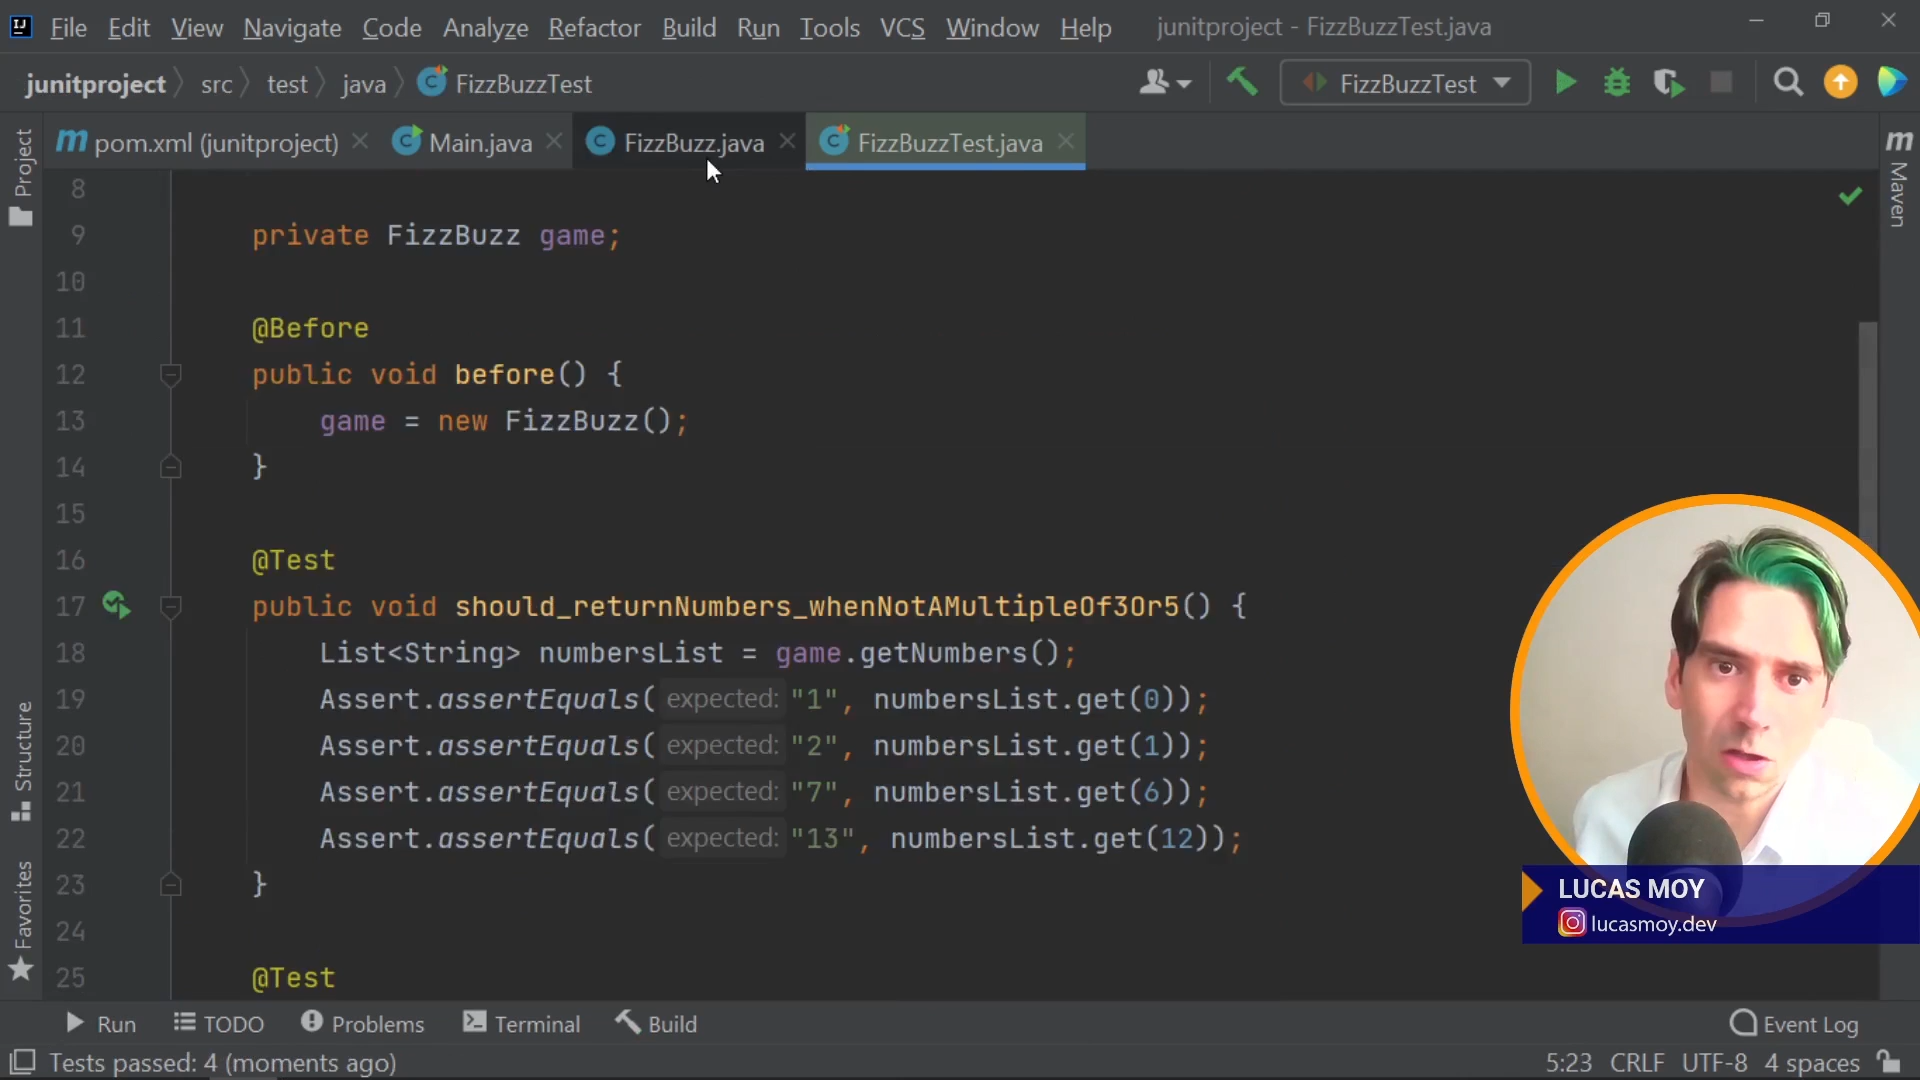 File Edit View Navigate Code Analyze Refactor Build Run Tools VCS Window Help junitproject - FizzBuzzTest.java
junitproject src test java FizzBuzzTest FizzBuzzTest
pom.xml (junitproject) Main.java FizzBuzz.java FizzBuzzTest.java
Project
Maven
8
9 private FizzBuzz game;
10
11 @Before
12 public void before() {
13 game = new FizzBuzz();
14 }
15
16 @Test
17 public void should_returnNumbers_whenNotAMultipleOf3Or5() {
18 List<String> numbersList = game.getNumbers();
19 Assert.assertEquals( expected: "1", numbersList.get(0));
20 Assert.assertEquals( expected: "2", numbersList.get(1));
21 Assert.assertEquals( expected: "7", numbersList.get(6));
22 Assert.assertEquals( expected: "13", numbersList.get(12));
23 }
24
25 @Test
Structure
Favorites
LUCAS MOY
lucasmoy.dev
Run TODO Problems Terminal Build Event Log
Tests passed: 4 (moments ago) 5:23 CRLF UTF-8 4 spaces